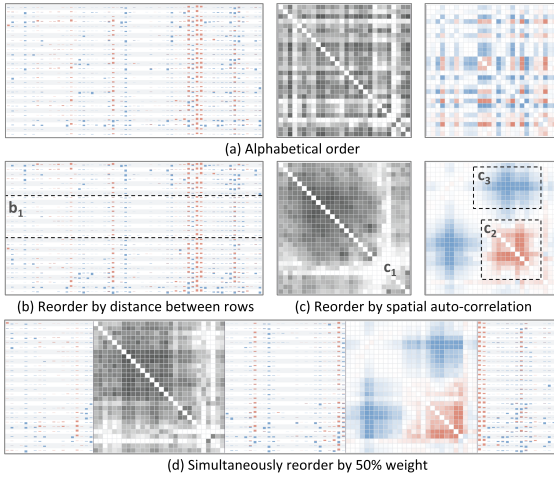 (a) Alphabetical order
b1
c3
c2
c1
(b) Reorder by distance between rows
(c) Reorder by spatial auto-correlation
(d) Simultaneously reorder by 50% weight